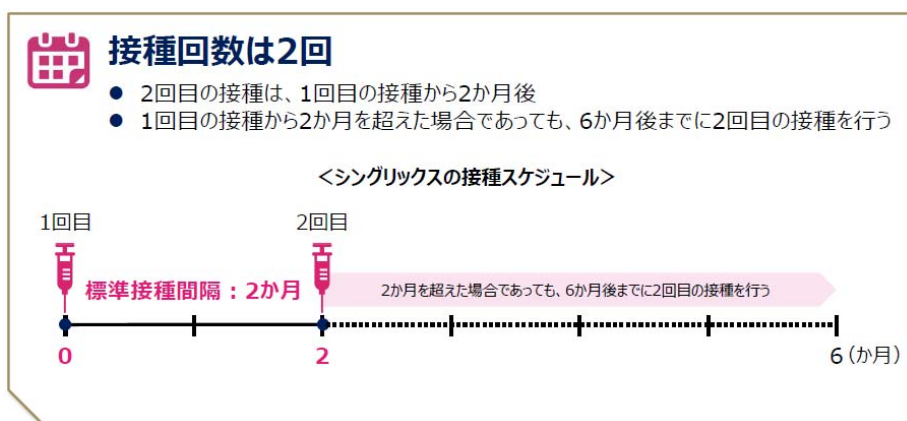 接種回数は2回
● 2回目の接種は、1回目の接種から2か月後
● 1回目の接種から2か月を超えた場合であっても、6か月後までに2回目の接種を行う
＜シングリックスの接種スケジュール＞
1回目
2回目
標準接種間隔：2か月
2か月を超えた場合であっても、6か月後までに2回目の接種を行う
0
2
6（か月）